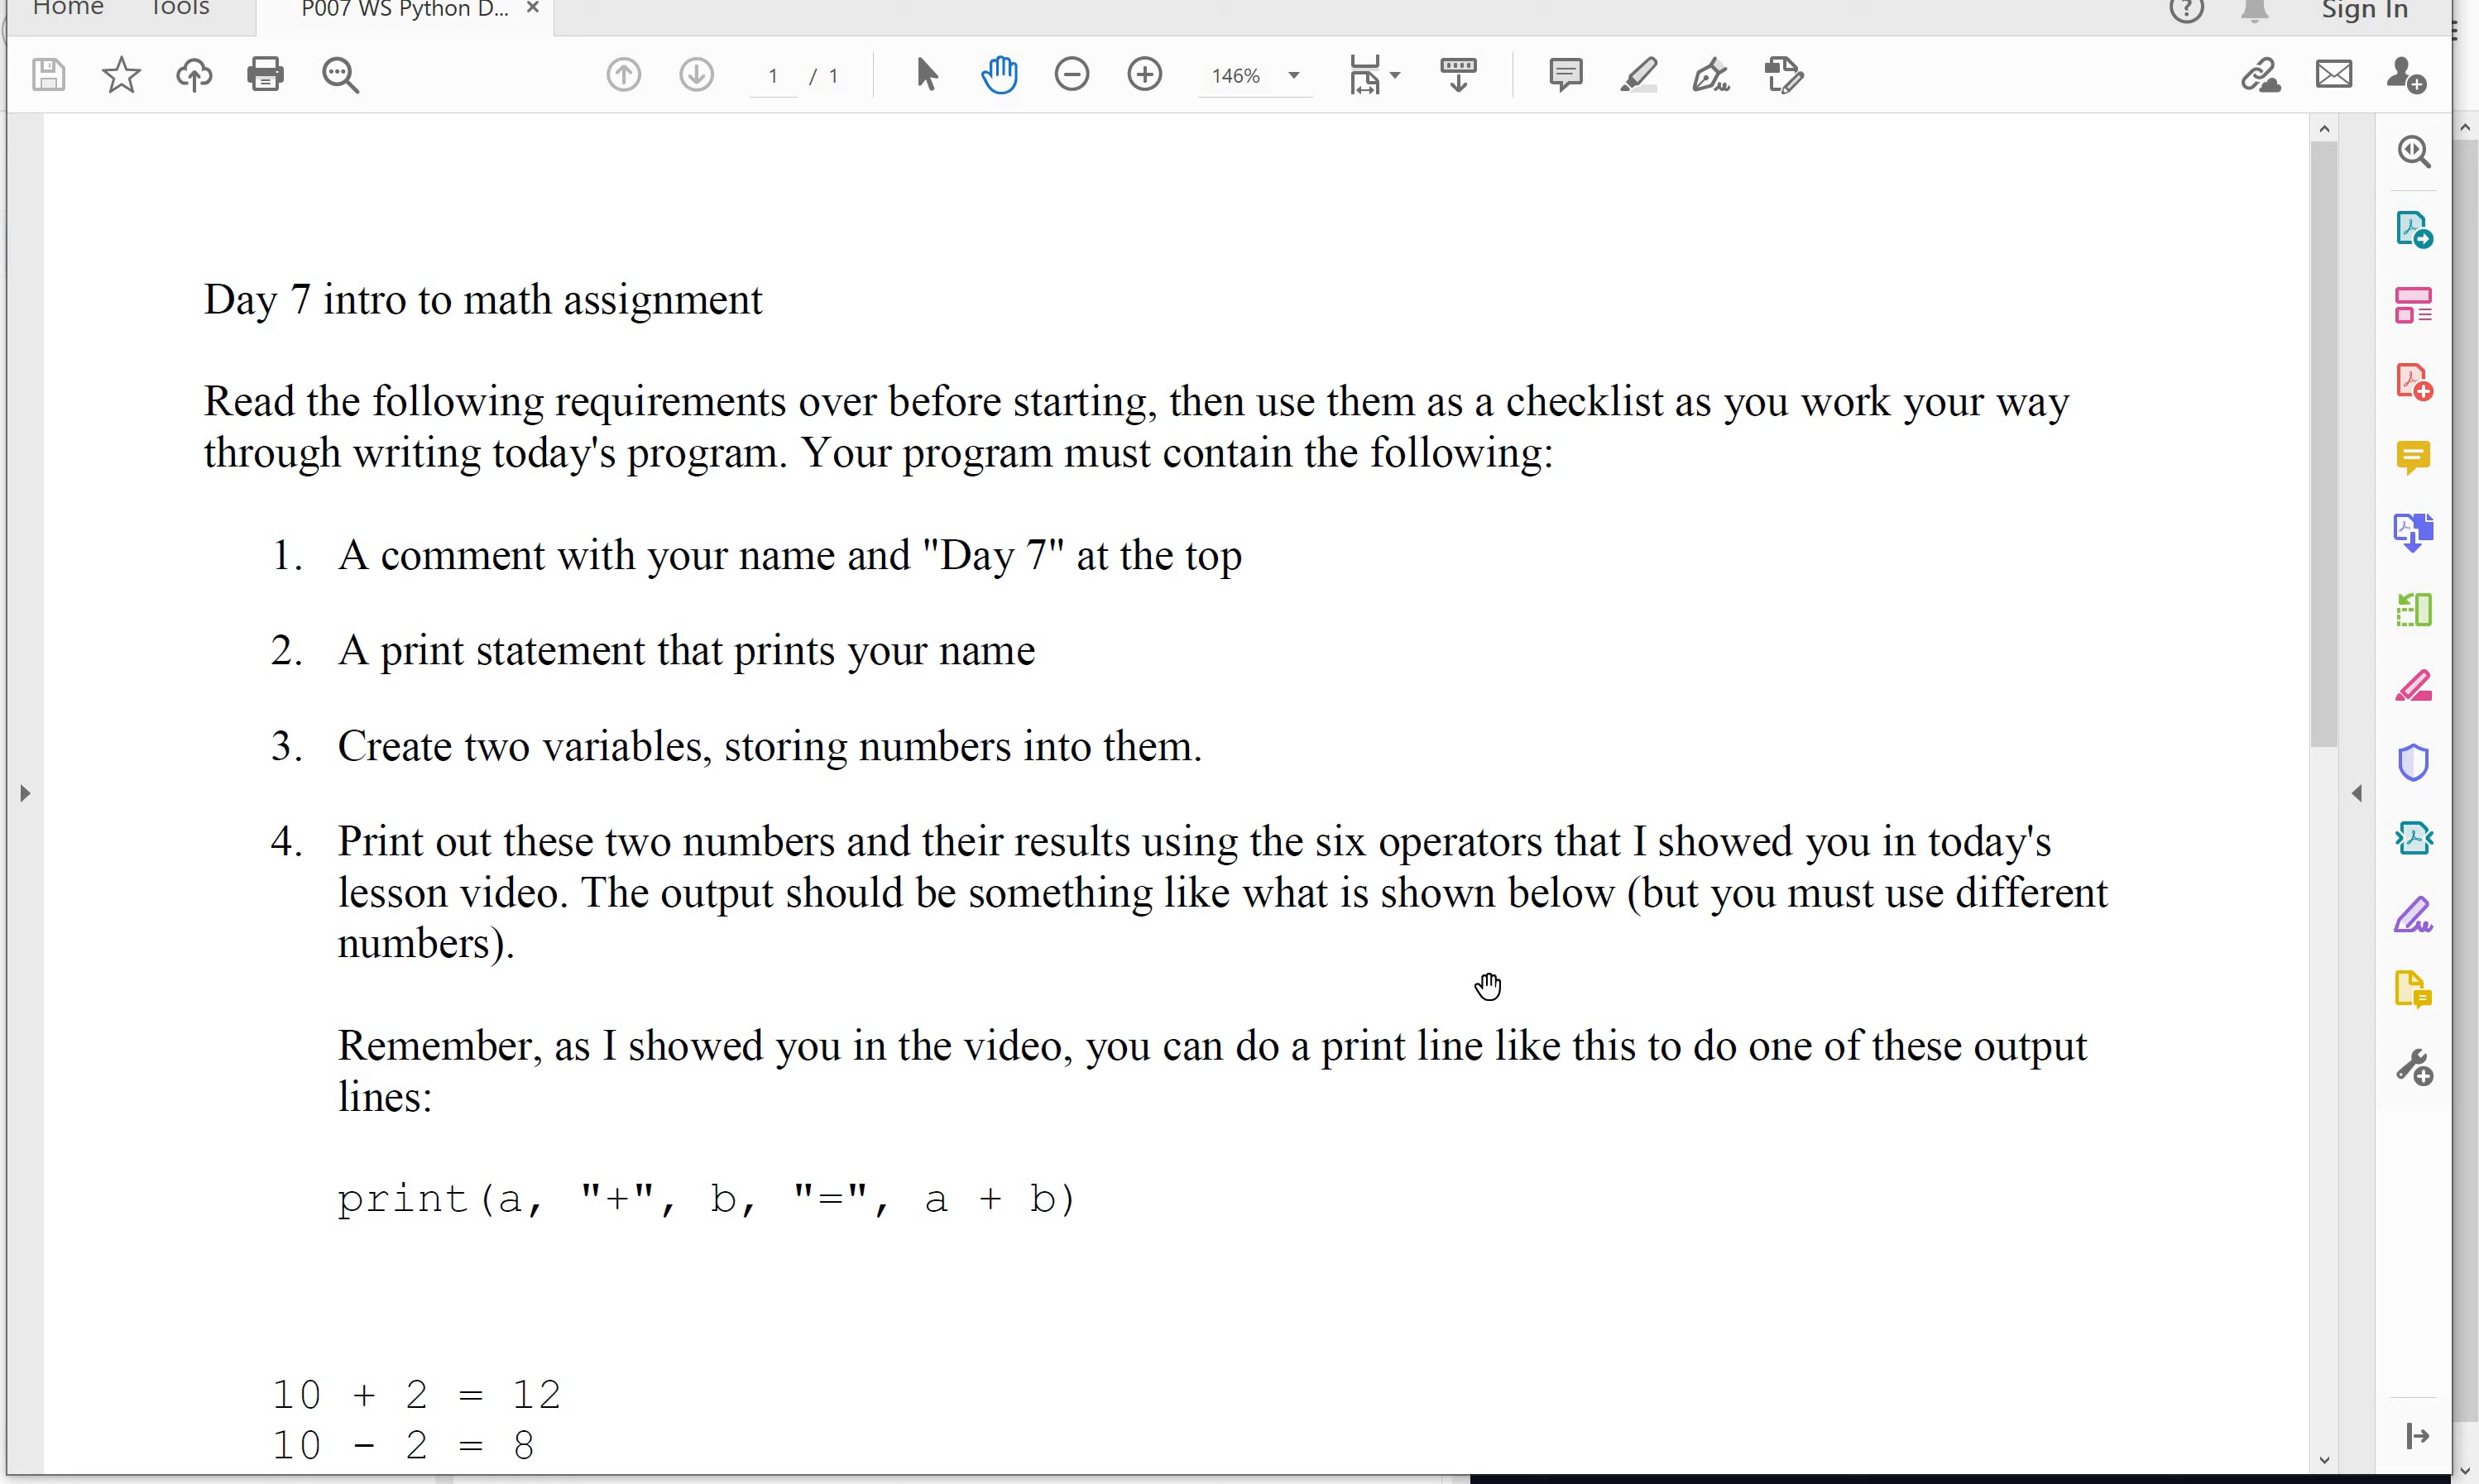 Home Tools P007 WS Python D... × Sign In
1 / 1 146%
Day 7 intro to math assignment
Read the following requirements over before starting, then use them as a checklist as you work your way
through writing today's program. Your program must contain the following:
1. A comment with your name and "Day 7" at the top
2. A print statement that prints your name
3. Create two variables, storing numbers into them.
4. Print out these two numbers and their results using the six operators that I showed you in today's
lesson video. The output should be something like what is shown below (but you must use different
numbers).
Remember, as I showed you in the video, you can do a print line like this to do one of these output
lines:
print(a, "+", b, "=", a + b)
10 + 2 = 12
10 - 2 = 8